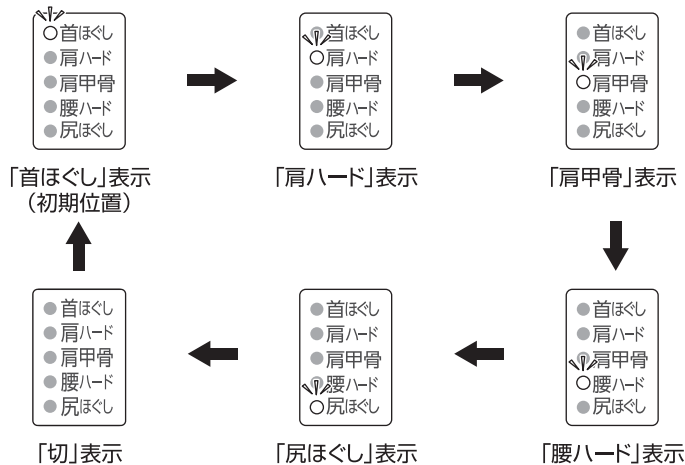 首ほぐし
肩ハード
肩甲骨
腰ハード
尻ほぐし
「首ほぐし」表示
(初期位置)
首ほぐし
肩ハード
肩甲骨
腰ハード
尻ほぐし
「肩ハード」表示
首ほぐし
肩ハード
肩甲骨
腰ハード
尻ほぐし
「肩甲骨」表示
首ほぐし
肩ハード
肩甲骨
腰ハード
尻ほぐし
「切」表示
首ほぐし
肩ハード
肩甲骨
腰ハード
尻ほぐし
「尻ほぐし」表示
首ほぐし
肩ハード
肩甲骨
腰ハード
尻ほぐし
「腰ハード」表示